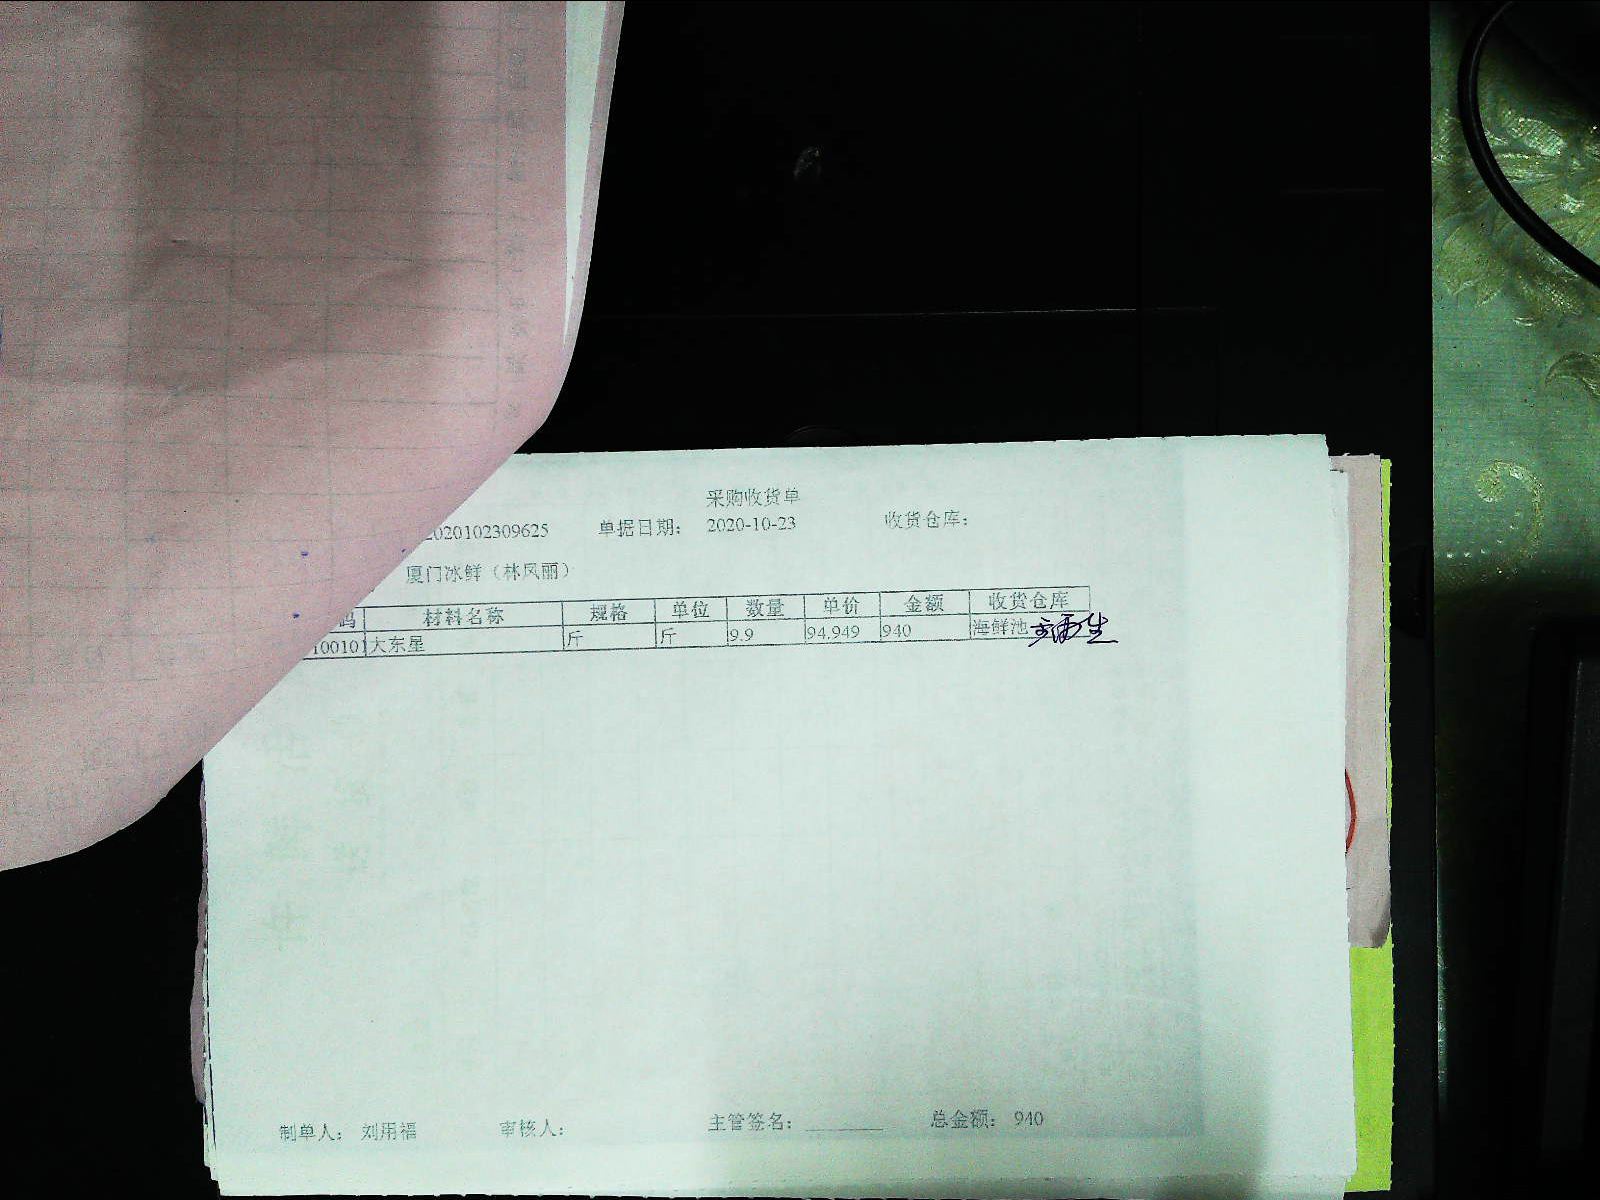 采购收货单
2020102309625 单据日期： 2020-10-23 收货仓库：
厦门冰鲜（林凤丽）
码 材料名称 规格 单位 数量 单价 金额 收货仓库
100101 大东星 斤 斤 9.9 94.949 940 海鲜池
制单人： 刘用福 审核人： 主管签名： 总金额： 940